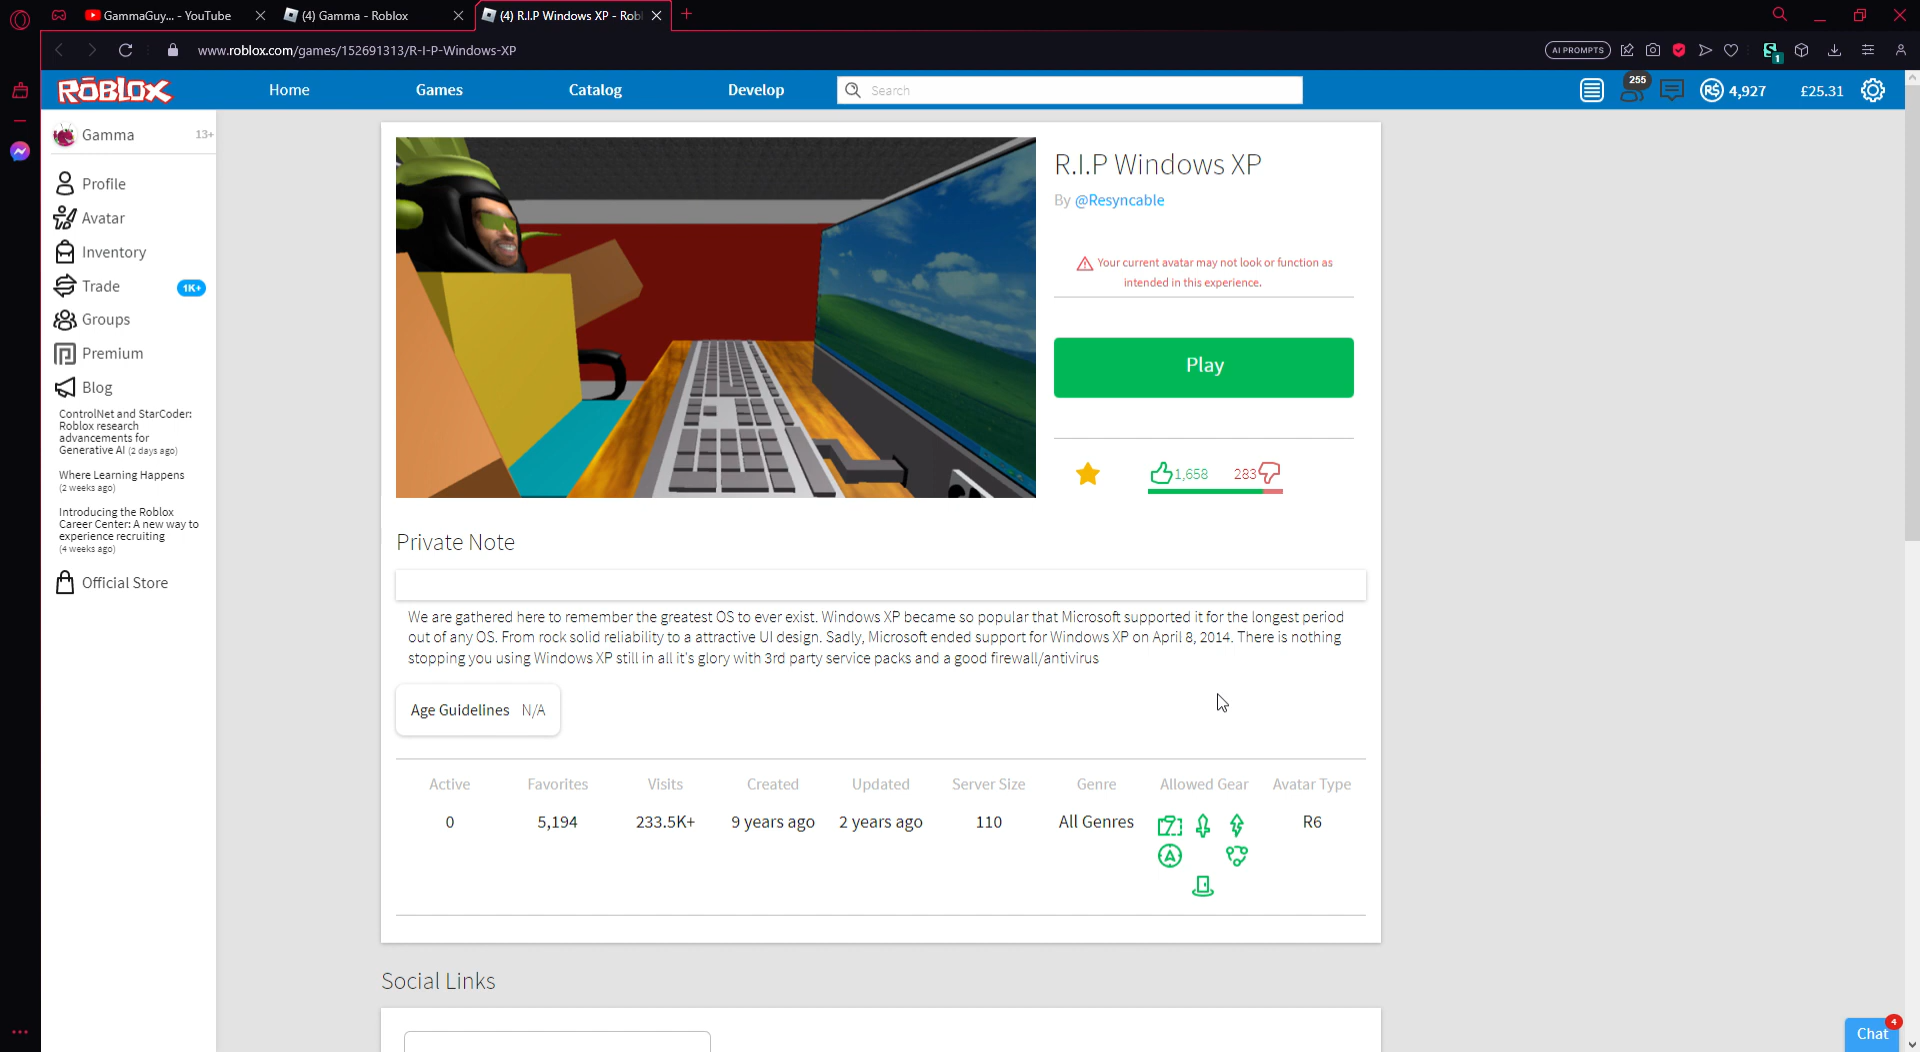 GammaGuy... - YouTube
(4) Gamma - Roblox
(4) R.I.P Windows XP - Rob
www.roblox.com/games/152691313/R-I-P-Windows-XP
AI PROMPTS
1
ROBLOX
Home
Games
Catalog
Develop
Search
255
R$ 4,927
£25.31
Gamma
13+
Profile
Avatar
Inventory
Trade
1K+
Groups
Premium
Blog
ControlNet and StarCoder:
Roblox research
advancements for
Generative AI (2 days ago)
Where Learning Happens
(2 weeks ago)
Introducing the Roblox
Career Center: A new way to
experience recruiting
(4 weeks ago)
Official Store
R.I.P Windows XP
By @Resyncable
Your current avatar may not look or function as
intended in this experience.
Play
1,658
283
Private Note
We are gathered here to remember the greatest OS to ever exist. Windows XP became so popular that Microsoft supported it for the longest period
out of any OS. From rock solid reliability to a attractive UI design. Sadly, Microsoft ended support for Windows XP on April 8, 2014. There is nothing
stopping you using Windows XP still in all it's glory with 3rd party service packs and a good firewall/antivirus
Age Guidelines N/A
Active Favorites Visits Created Updated Server Size Genre Allowed Gear Avatar Type
0 5,194 233.5K+ 9 years ago 2 years ago 110 All Genres R6
Social Links
Chat
4